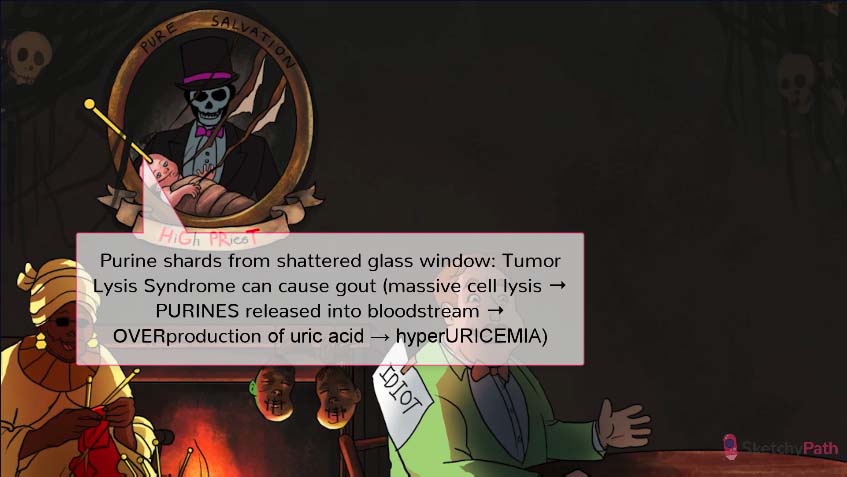 PURE SALVATION
HiGh PRiesT
Purine shards from shattered glass window: Tumor
Lysis Syndrome can cause gout (massive cell lysis →
PURINES released into bloodstream →
OVERproduction of uric acid → hyperURICEMIA)
IDIOT
SketchyPath